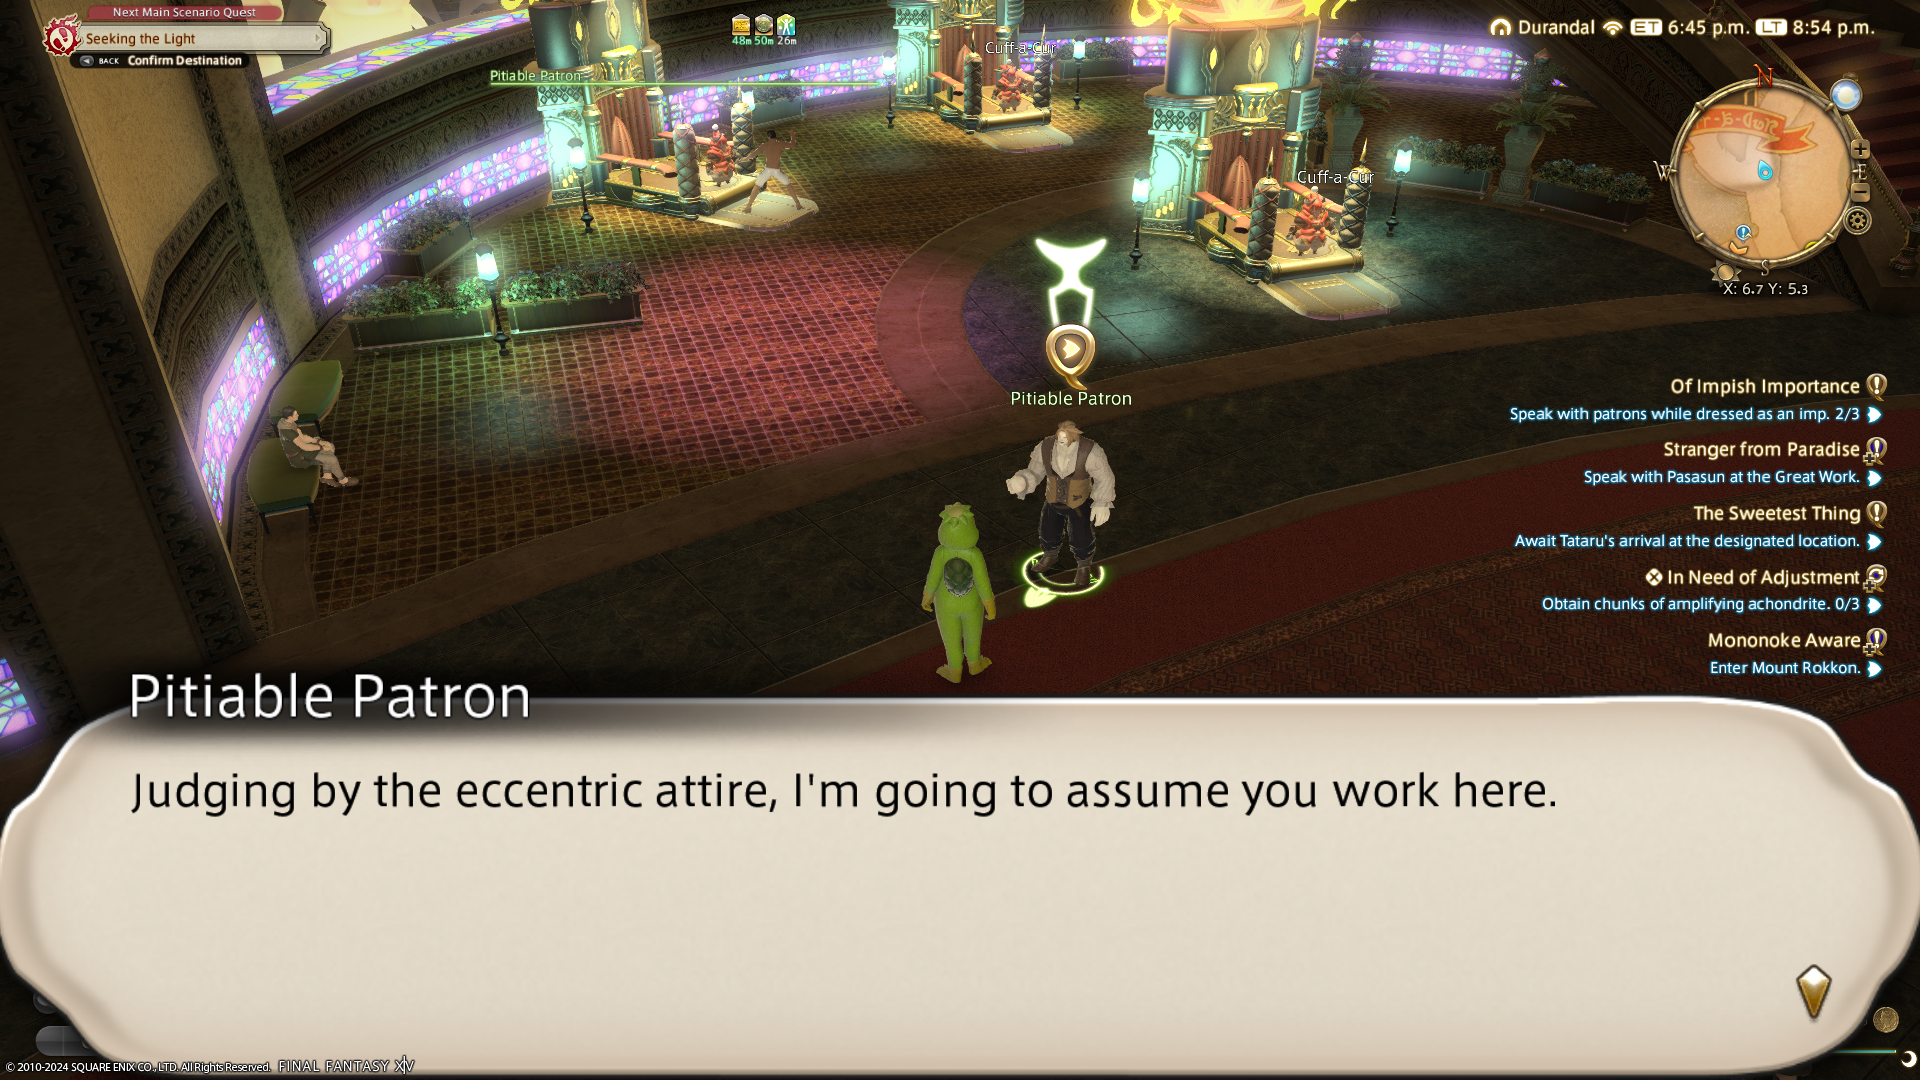 Next Main Scenario Quest
Seeking the Light
BACK Confirm Destination
48m 50m 26m
Durandal ET 6:45 p.m. LT 8:54 p.m.
Pitiable Patron
Cuff-a-Cur
Cuff-a-Cur
N
W
E
S
X: 6.7 Y: 5.3
Pitiable Patron
Of Impish Importance
Speak with patrons while dressed as an imp. 2/3
Stranger from Paradise
Speak with Pasasun at the Great Work.
The Sweetest Thing
Await Tataru's arrival at the designated location.
In Need of Adjustment
Obtain chunks of amplifying achondrite. 0/3
Mononoke Aware
Enter Mount Rokkon.
Pitiable Patron
Judging by the eccentric attire, I'm going to assume you work here.
© 2010-2024 SQUARE ENIX CO., LTD. All Rights Reserved. FINAL FANTASY XIV